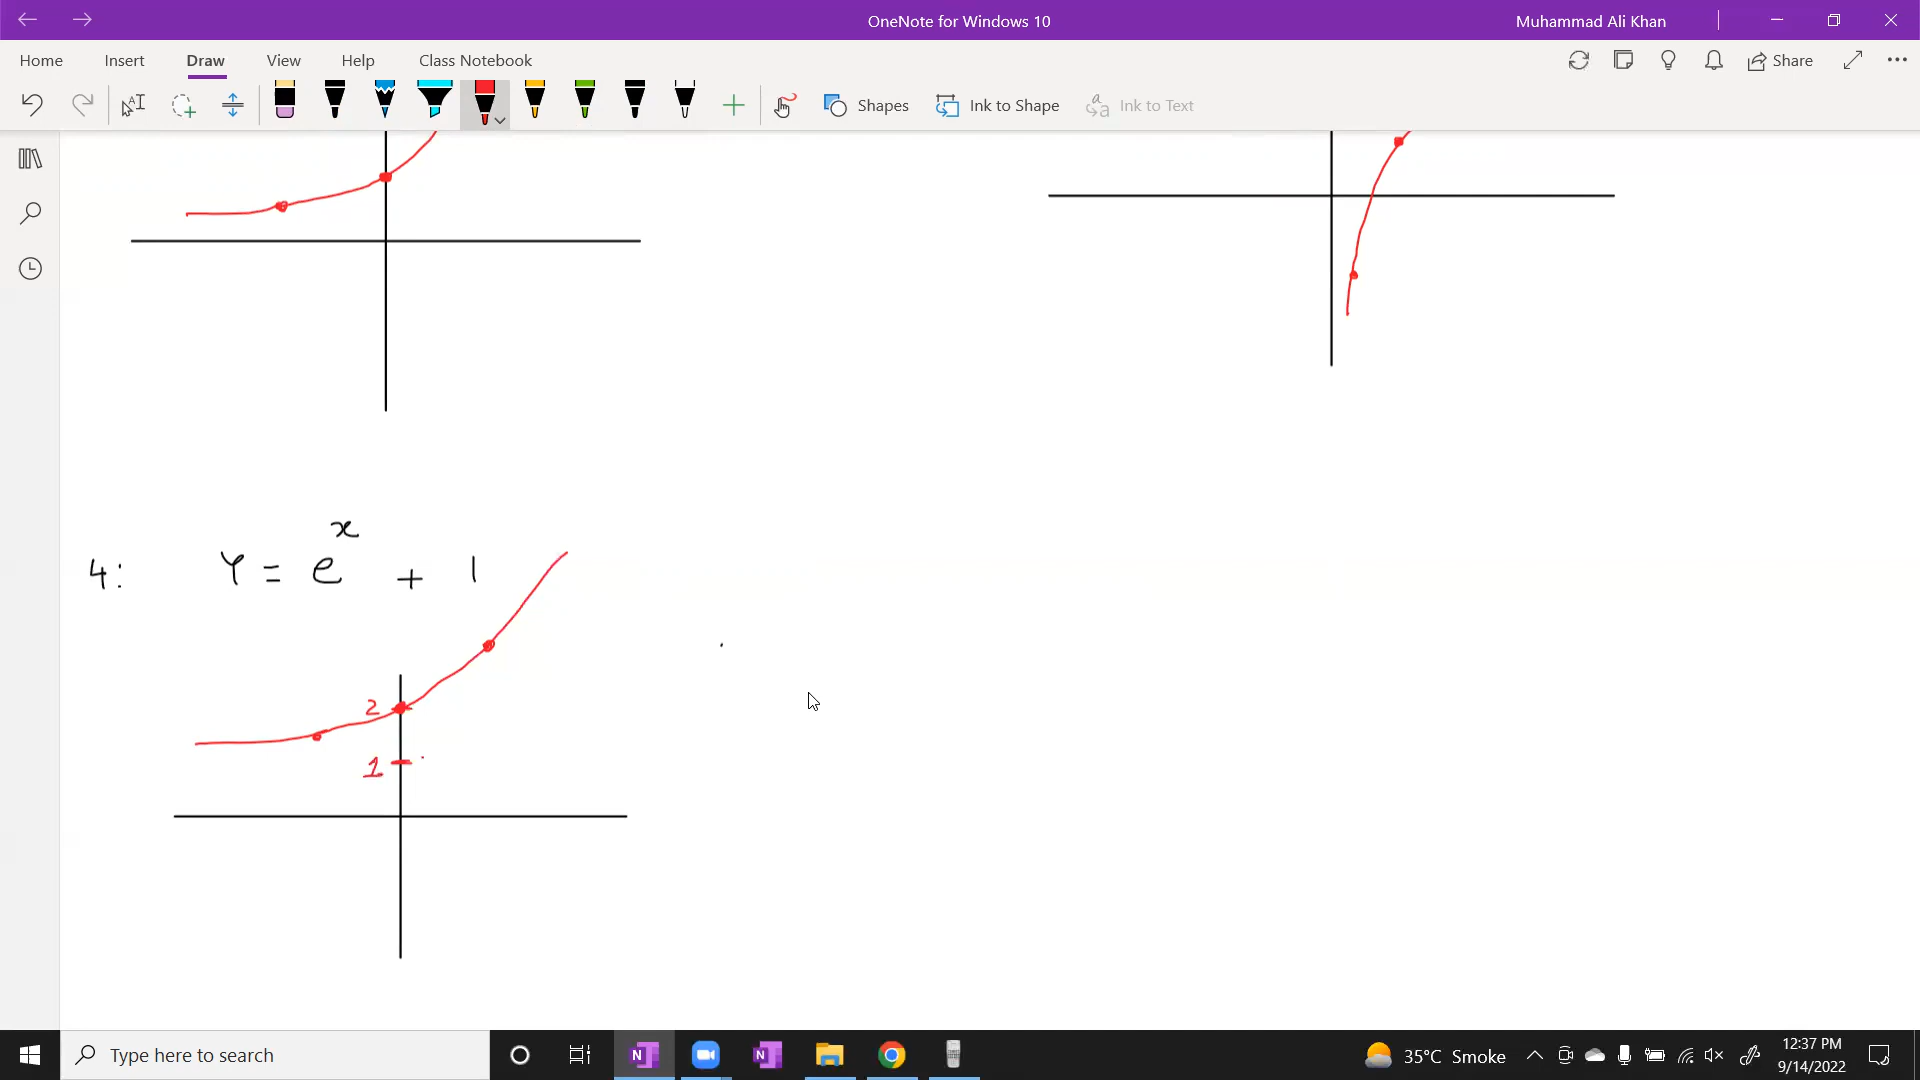 OneNote for Windows 10
Muhammad Ali Khan
Home Insert Draw View Help Class Notebook
Share
Shapes Ink to Shape Ink to Text
4: Y = e^x + 1
2
1
Type here to search
35°C Smoke
12:37 PM
9/14/2022